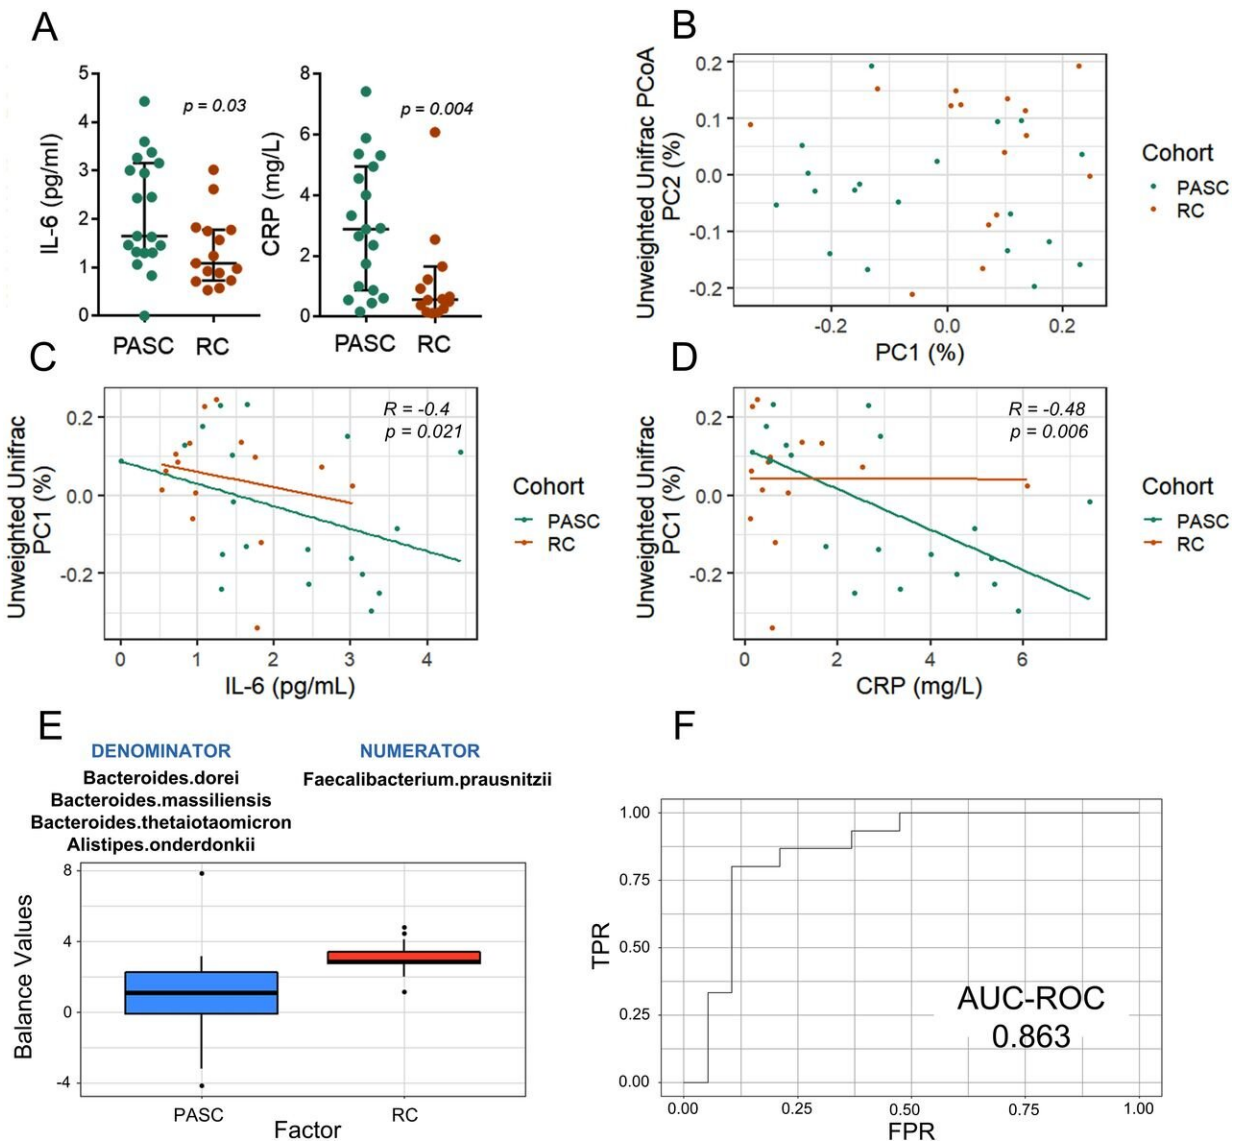 A
IL-6 (pg/ml)
5
4
3
2
1
0
p = 0.03
PASC
RC
CRP (mg/L)
8
6
4
2
0
p = 0.004
PASC
RC
B
Unweighted Unifrac PCoA
PC2 (%)
0.2
0.1
0.0
-0.1
-0.2
-0.2
0.0
0.2
PC1 (%)
Cohort
PASC
RC
C
Unweighted Unifrac
PC1 (%)
0.2
0.0
-0.2
R = -0.4
p = 0.021
0
1
2
3
4
IL-6 (pg/mL)
Cohort
PASC
RC
D
Unweighted Unifrac
PC1 (%)
0.2
0.0
-0.2
R = -0.48
p = 0.006
0
2
4
6
CRP (mg/L)
Cohort
PASC
RC
E
DENOMINATOR
Bacteroides.dorei
Bacteroides.massiliensis
Bacteroides.thetaiotaomicron
Alistipes.onderdonkii
NUMERATOR
Faecalibacterium.prausnitzii
Balance Values
8
4
0
-4
PASC
RC
Factor
F
TPR
1.00
0.75
0.50
0.25
0.00
AUC-ROC
0.863
0.00
0.25
0.50
0.75
1.00
FPR